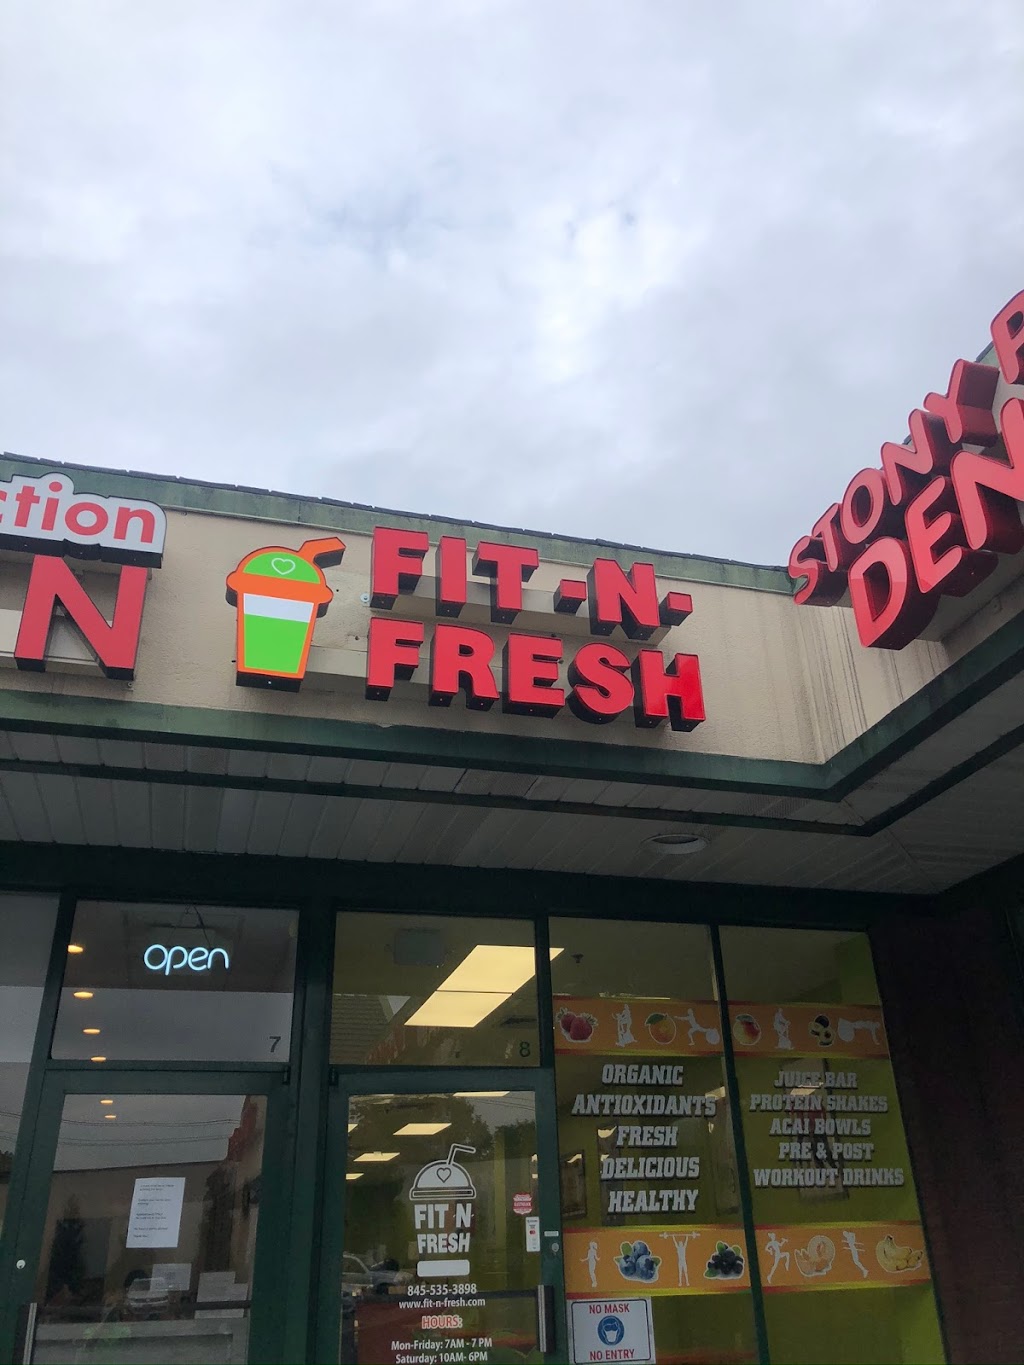 ction
N
FIT-N-
FRESH
STONY P
DEN
open
7
8
ORGANIC
ANTIOXIDANTS
FRESH
DELICIOUS
HEALTHY
JUICE BAR
PROTEIN SHAKES
ACAI BOWLS
PRE & POST
WORKOUT DRINKS
FIT N
FRESH
845-535-3898
www.fit-n-fresh.com
HOURS:
Mon-Friday: 7AM - 7 PM
Saturday: 10AM- 6PM
NO MASK
NO ENTRY